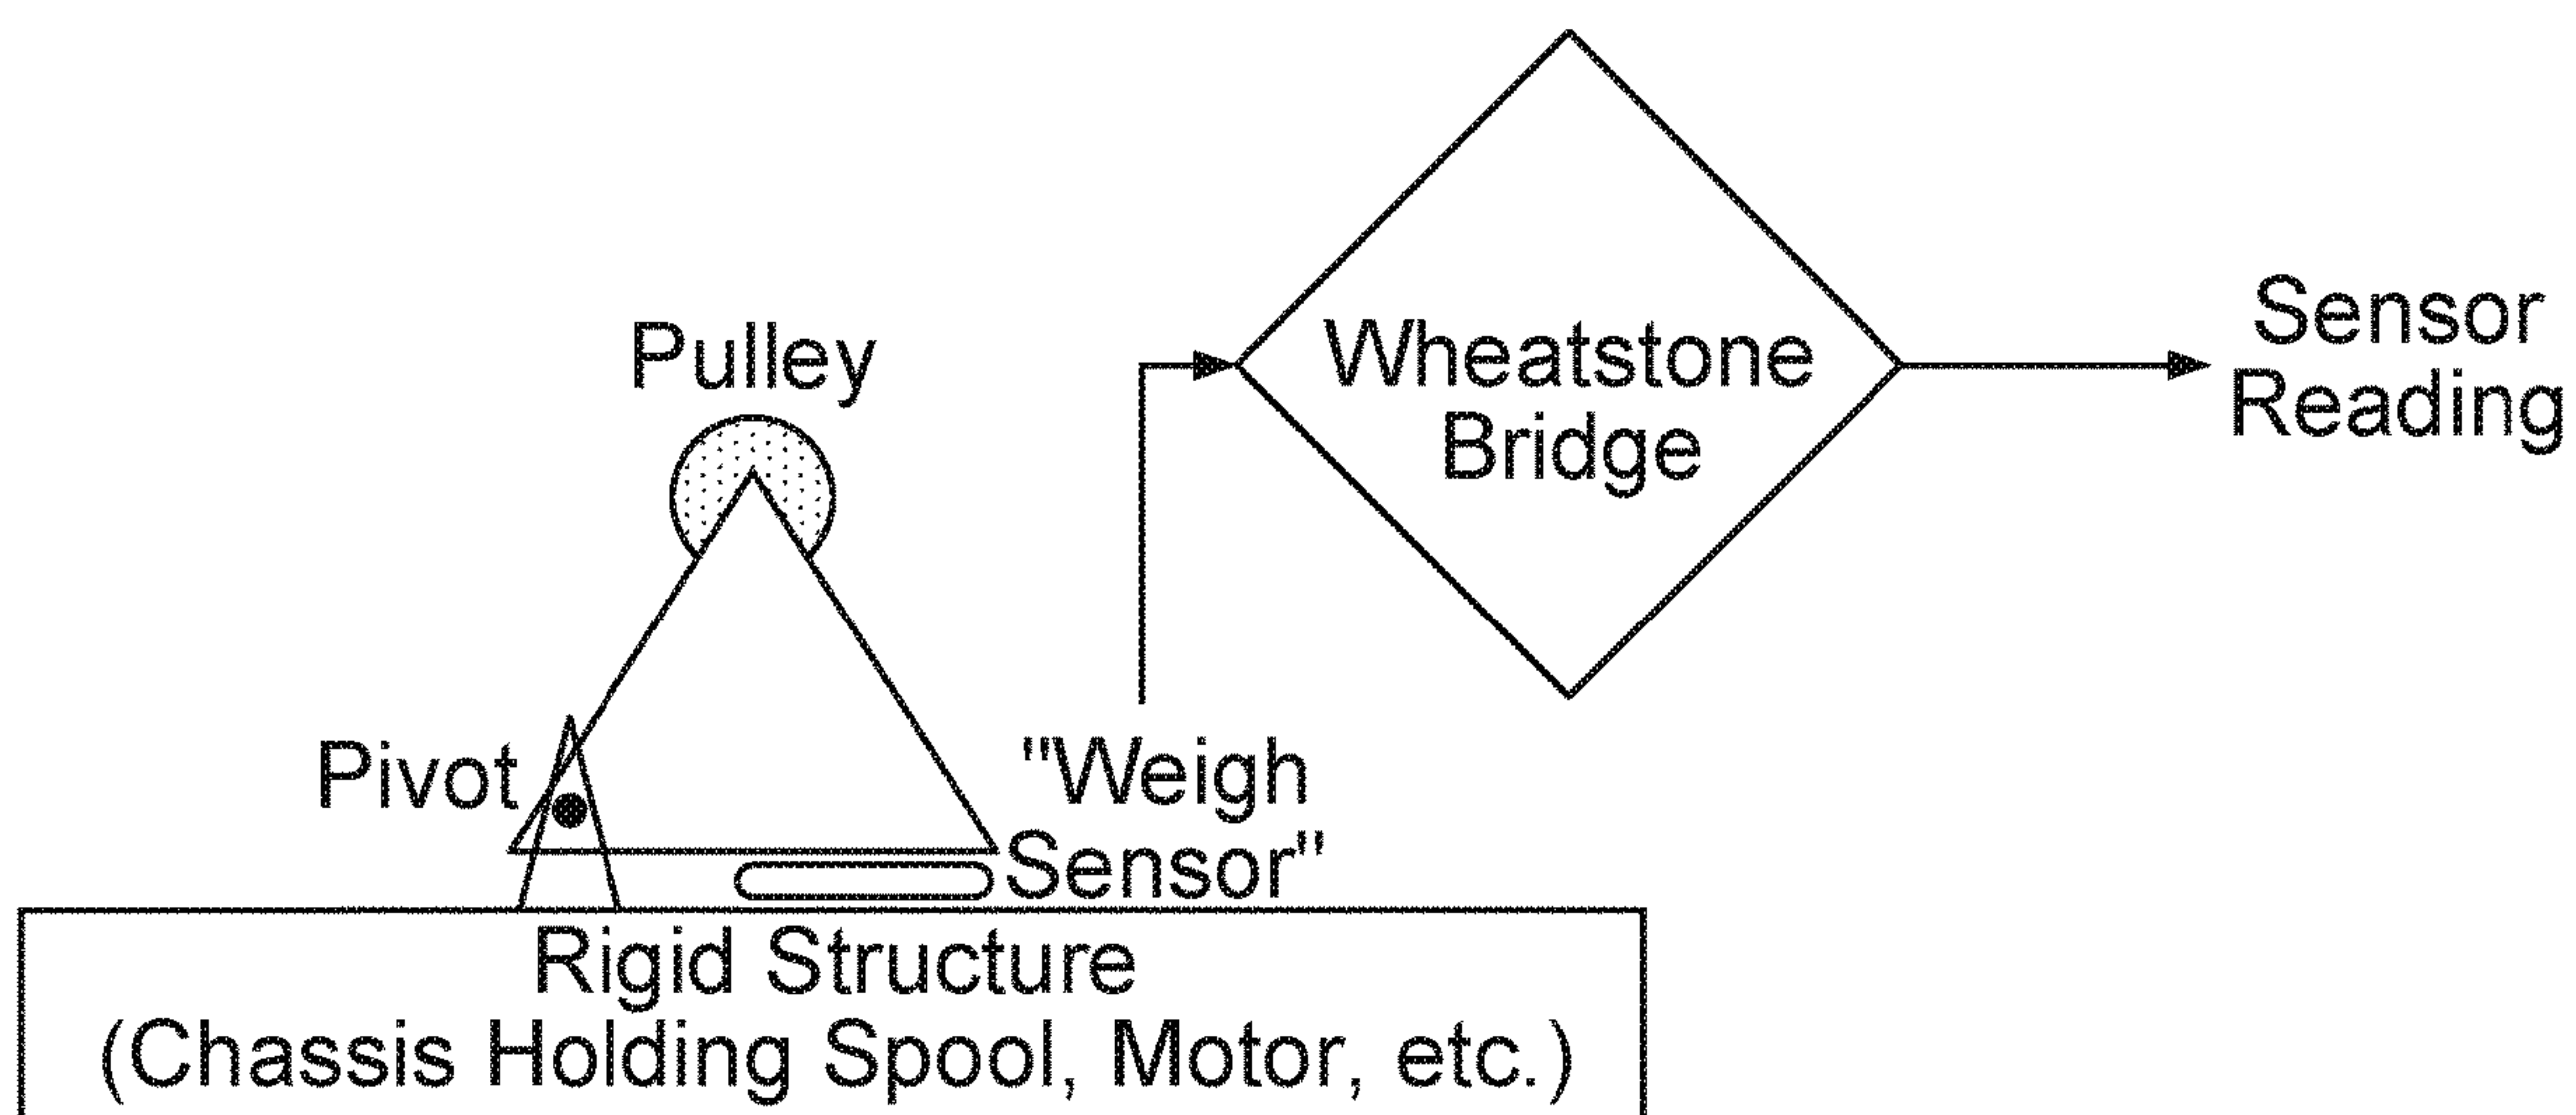 Pulley
Wheatstone
Bridge
Sensor
Reading
Pivot
"Weigh
Sensor"
Rigid Structure
(Chassis Holding Spool, Motor, etc.)